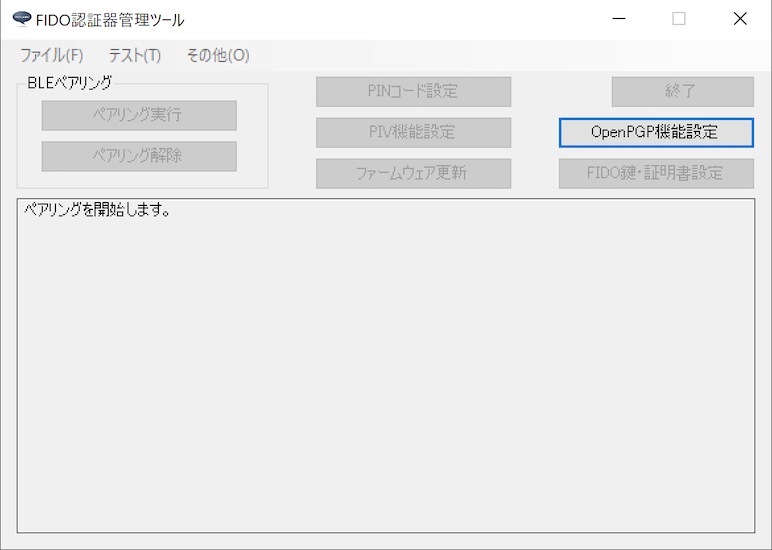 FIDO認証器管理ツール
ファイル(F) テスト(T) その他(O)
BLEペアリング
ペアリング実行
ペアリング解除
PINコード設定
PIV機能設定
ファームウェア更新
終了
OpenPGP機能設定
FIDO鍵・証明書設定
ペアリングを開始します。